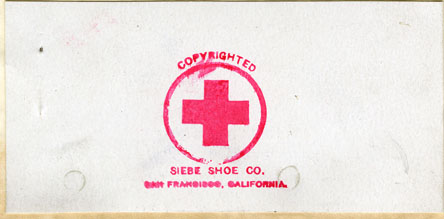 COPYRIGHTED
SIEBE SHOE CO.
SAN FRANCISCO, CALIFORNIA.